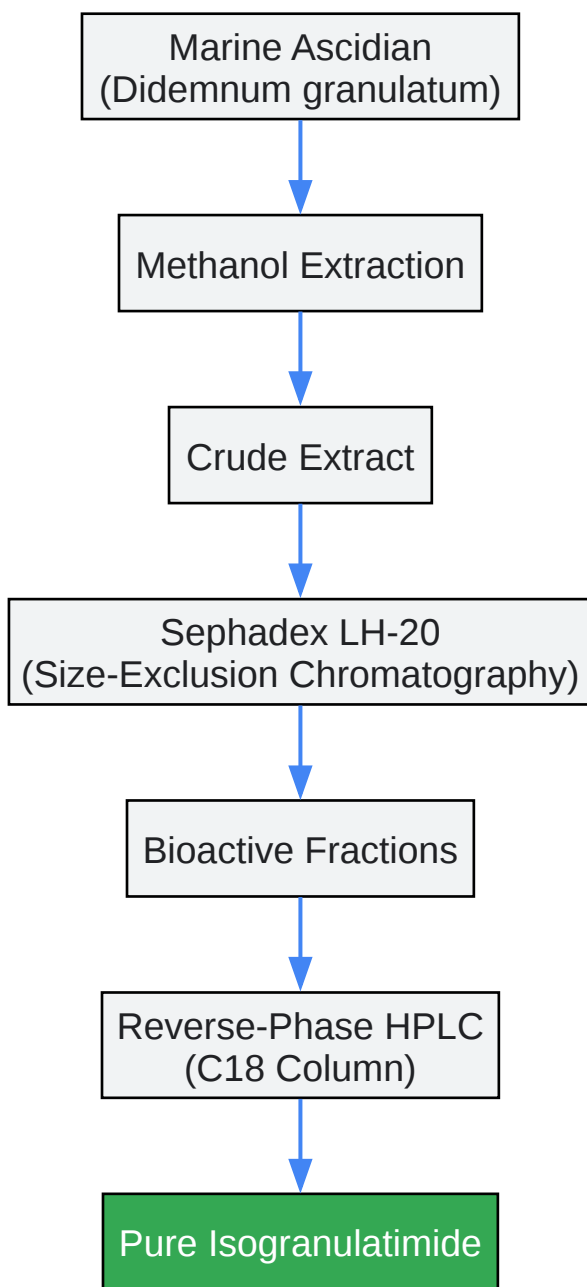 Marine Ascidian
(Didemnum granulatum)
Methanol Extraction
Crude Extract
Sephadex LH-20
(Size-Exclusion Chromatography)
Bioactive Fractions
Reverse-Phase HPLC
(C18 Column)
Pure Isogranulatimide